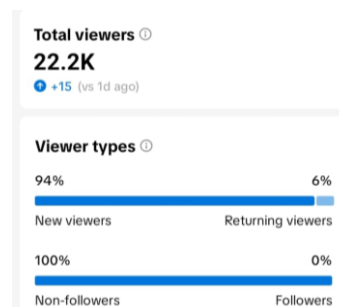 Total viewers
22.2K
+15 (vs 1d ago)
Viewer types
94% 6%
New viewers Returning viewers
100% 0%
Non-followers Followers